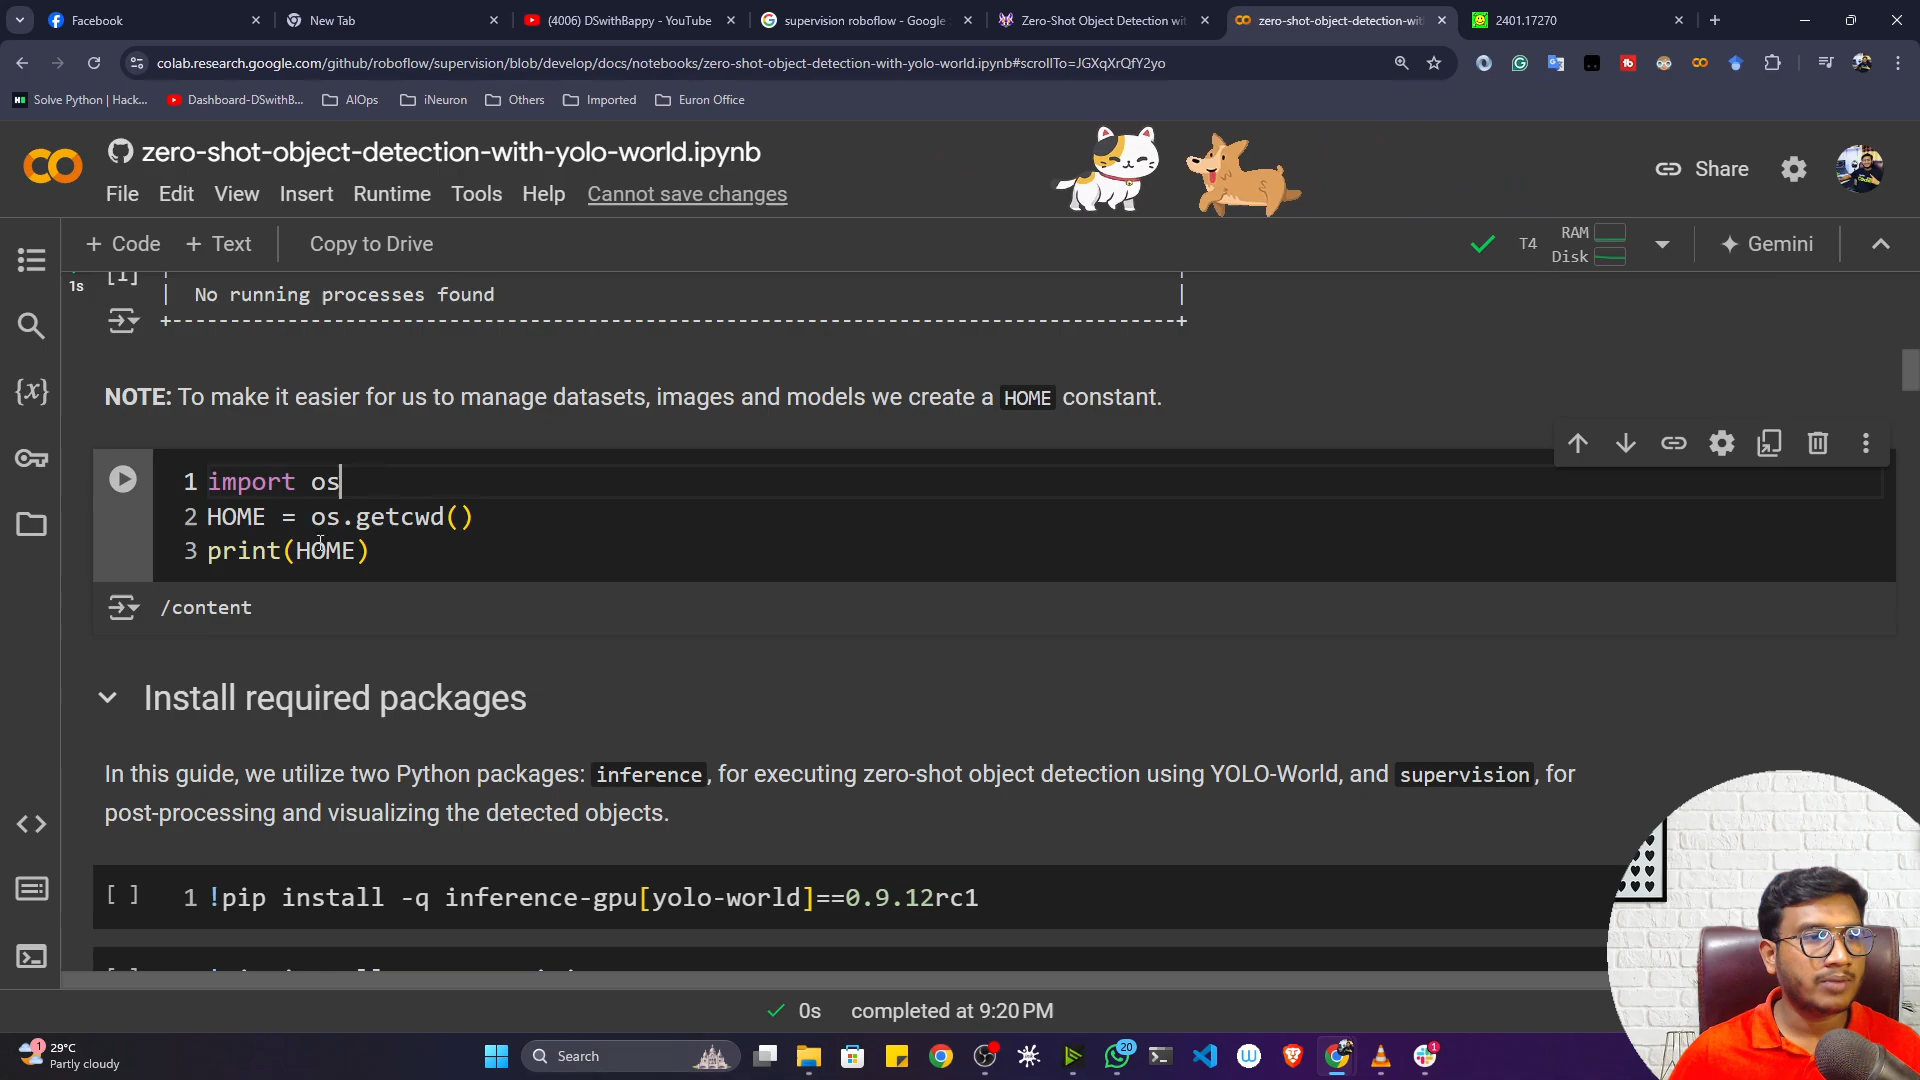 Facebook
New Tab
(4006) DSwithBappy - YouTube
supervision roboflow - Google
Zero-Shot Object Detection wit
zero-shot-object-detection-with
2401.17270
colab.research.google.com/github/roboflow/supervision/blob/develop/docs/notebooks/zero-shot-object-detection-with-yolo-world.ipynb#scrollTo=JGXqXrQfY2yo
Solve Python | Hack...
Dashboard-DSwithB...
AIOps
iNeuron
Others
Imported
Euron Office
zero-shot-object-detection-with-yolo-world.ipynb
Share
File Edit View Insert Runtime Tools Help Cannot save changes
+ Code + Text Copy to Drive
T4 RAM
Disk
Gemini
[1]
1s
| No running processes found |
+-----------------------------------------------------------------------------------------+
NOTE: To make it easier for us to manage datasets, images and models we create a HOME constant.
1 import os
2 HOME = os.getcwd()
3 print(HOME)
/content
Install required packages
In this guide, we utilize two Python packages: inference, for executing zero-shot object detection using YOLO-World, and supervision, for
post-processing and visualizing the detected objects.
[ ] 1 !pip install -q inference-gpu[yolo-world]==0.9.12rc1
0s completed at 9:20 PM
1
29°C
Partly cloudy
Search
20
1